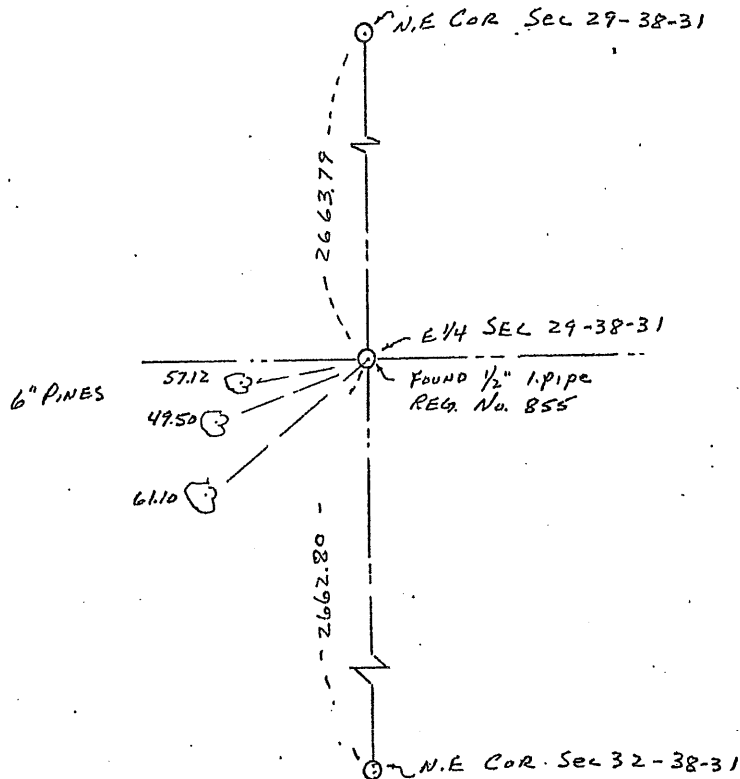 N.E COR Sec 29-38-31
2663.79
E 1/4 SEC 29-38-31
FOUND 1/2" I.pipe
REG. No. 855
57.12
6" PINES
49.50
61.10
2662.80
N.E COR. Sec 32-38-31